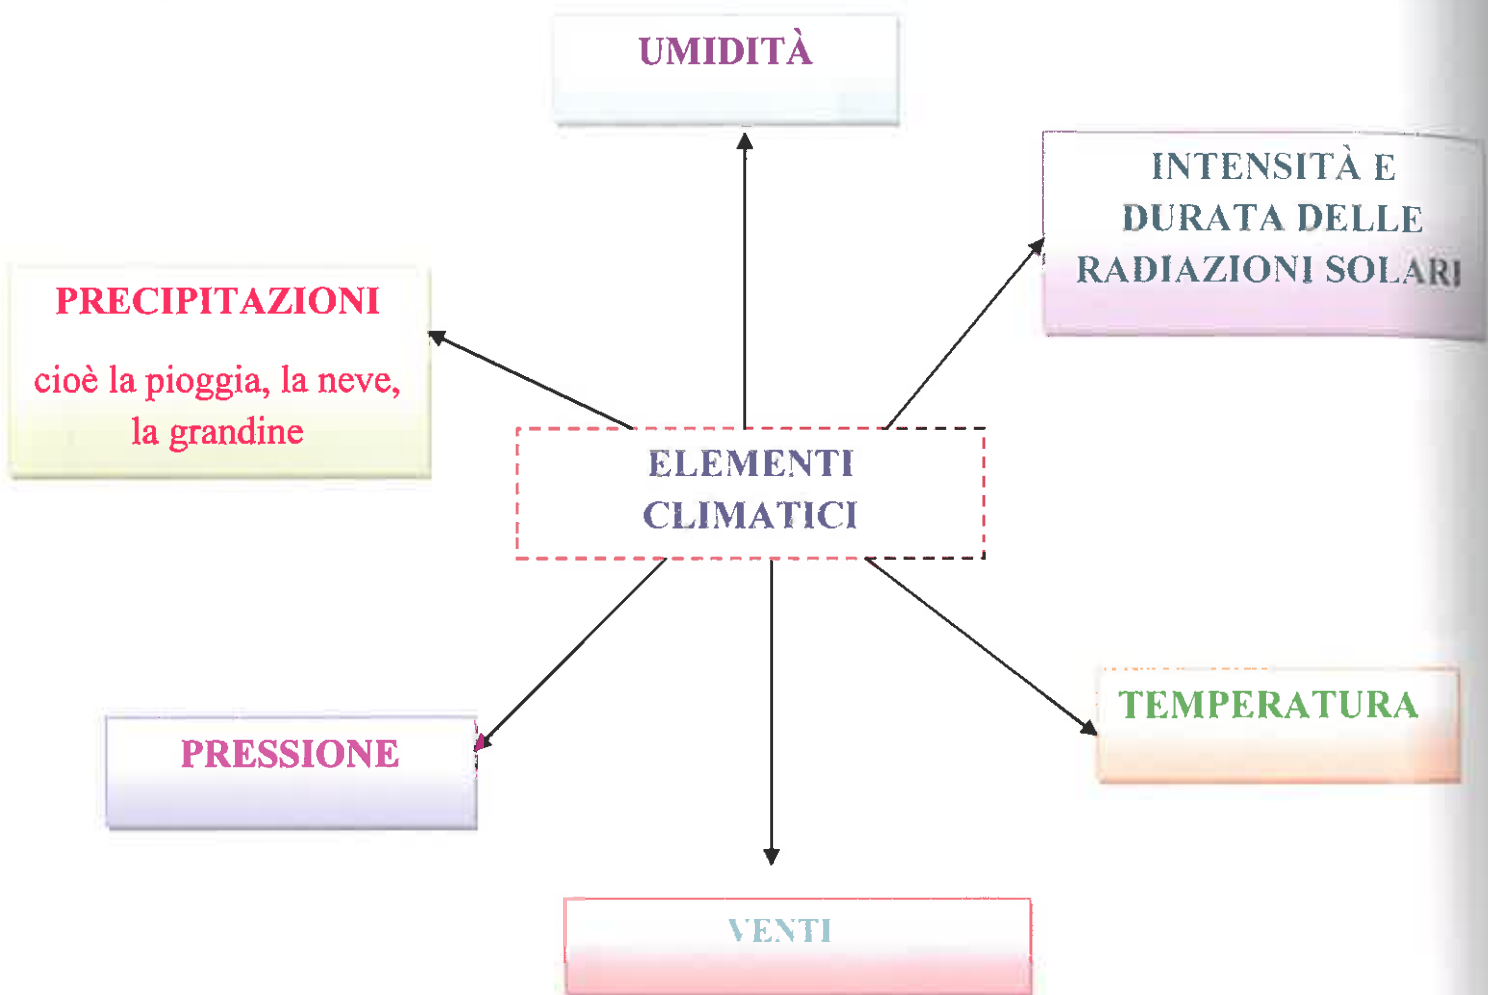 UMIDITÀ
INTENSITÀ E
DURATA DELLE
RADIAZIONI SOLARI
PRECIPITAZIONI
cioè la pioggia, la neve,
la grandine
ELEMENTI
CLIMATICI
TEMPERATURA
PRESSIONE
VENTI